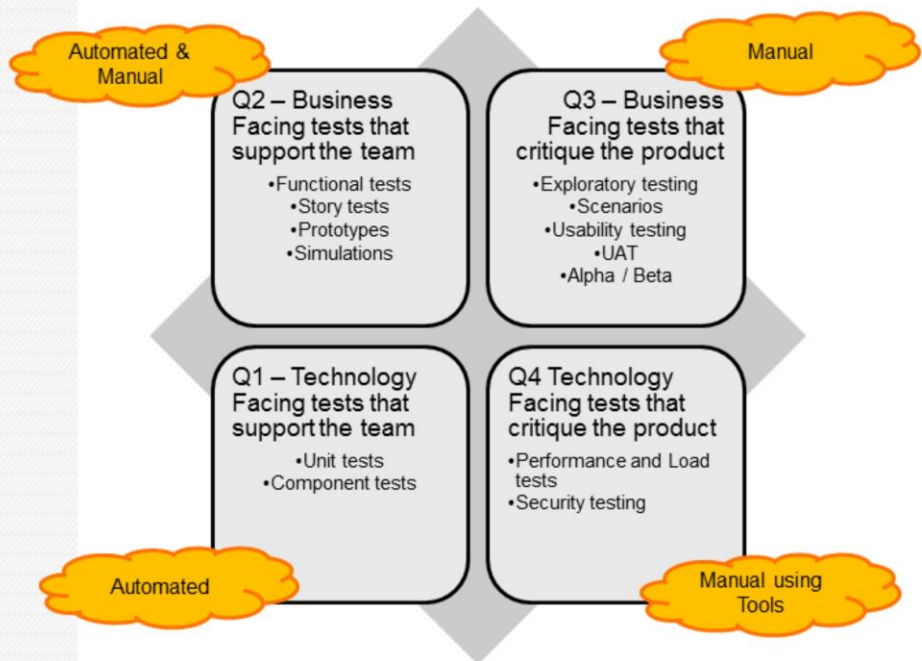 Automated &
Manual
Manual
Q2 – Business
Facing tests that
support the team
•Functional tests
•Story tests
•Prototypes
•Simulations
Q3 – Business
Facing tests that
critique the product
•Exploratory testing
•Scenarios
•Usability testing
•UAT
•Alpha / Beta
Q1 – Technology
Facing tests that
support the team
•Unit tests
•Component tests
Q4 Technology
Facing tests that
critique the product
•Performance and Load
tests
•Security testing
Automated
Manual using
Tools